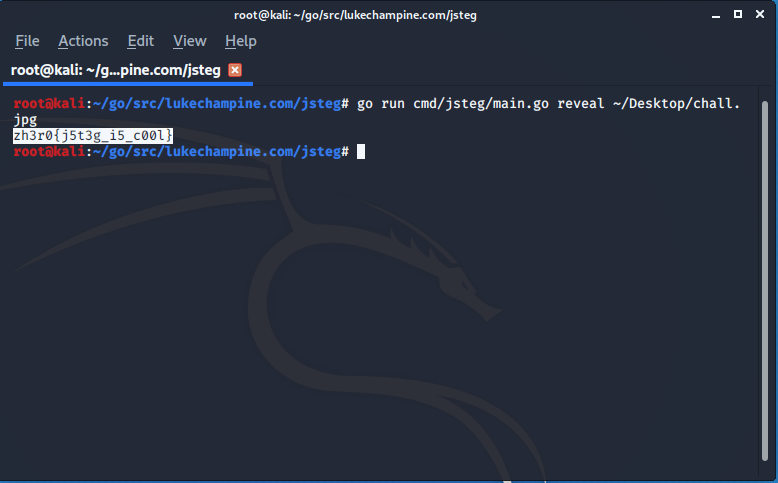 root@kali: ~/go/src/lukechampine.com/jsteg
File Actions Edit View Help
root@kali: ~/g...pine.com/jsteg
root@kali:~/go/src/lukechampine.com/jsteg# go run cmd/jsteg/main.go reveal ~/Desktop/chall.
jpg
zh3r0{j5t3g_i5_c00l}
root@kali:~/go/src/lukechampine.com/jsteg#